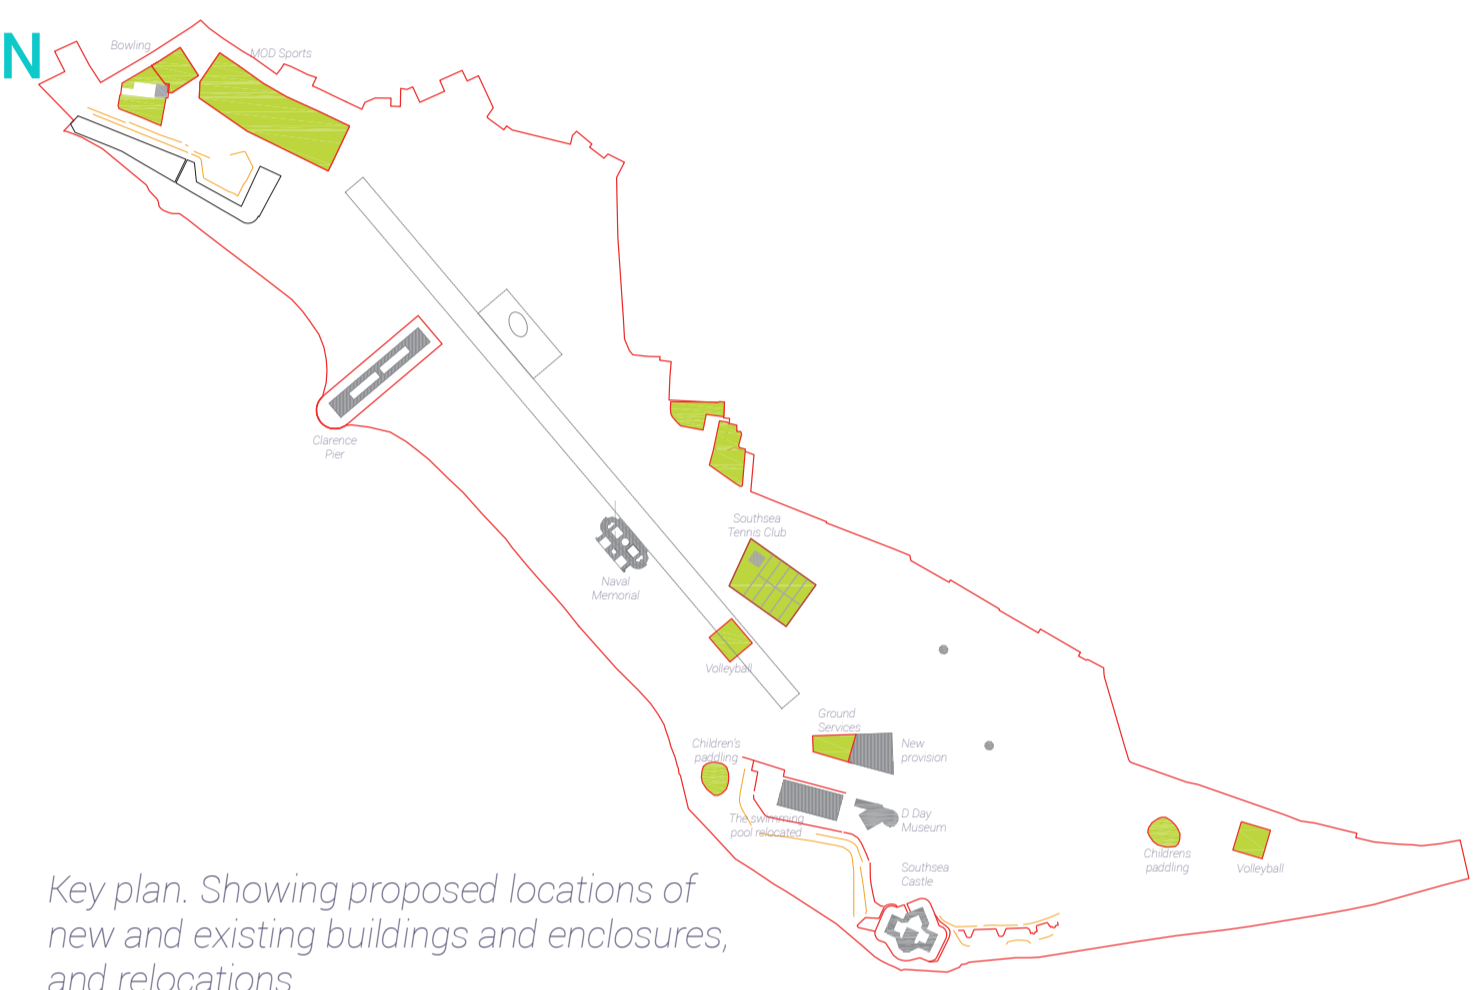 N
Bowling
MOD Sports
Clarence
Pier
Southsea
Tennis Club
Naval
Memorial
Volleyball
Ground
Services
New
provision
Children's
paddling
The swimming
pool relocated
D Day
Museum
Southsea
Castle
Childrens
paddling
Volleyball
Key plan. Showing proposed locations of
new and existing buildings and enclosures,
and relocations